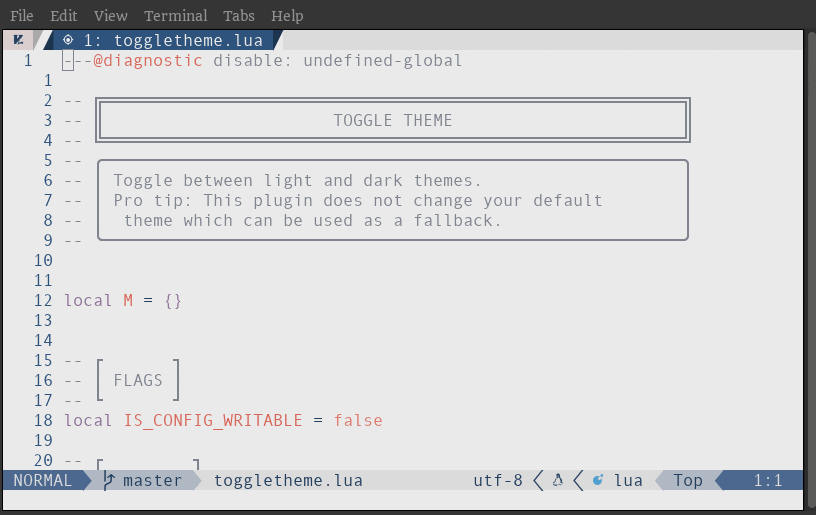 File Edit View Terminal Tabs Help
1: toggletheme.lua
1 ---@diagnostic disable: undefined-global
1
2 --
3 -- TOGGLE THEME
4 --
5 --
6 -- Toggle between light and dark themes.
7 -- Pro tip: This plugin does not change your default
8 -- theme which can be used as a fallback.
9 --
10
11
12 local M = {}
13
14
15 --
16 -- FLAGS
17 --
18 local IS_CONFIG_WRITABLE = false
19
20 --
NORMAL master toggletheme.lua utf-8 lua Top 1:1